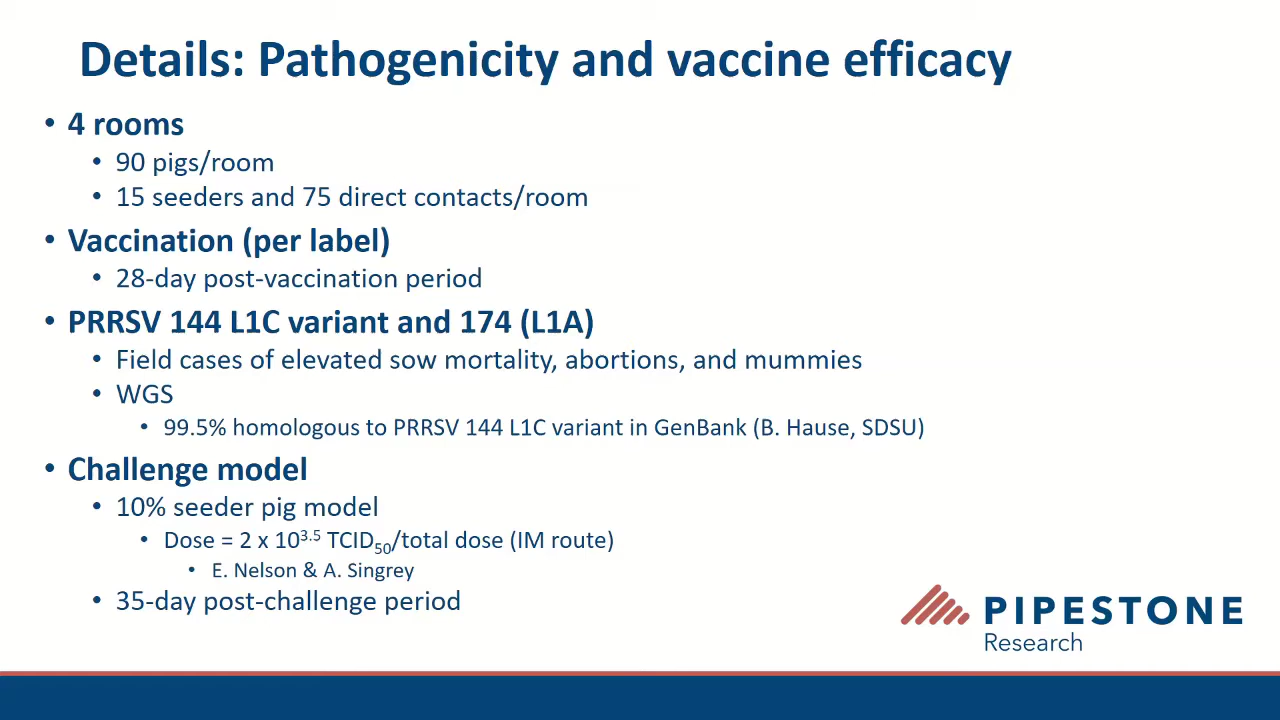 Details: Pathogenicity and vaccine efficacy
• 4 rooms
• 90 pigs/room
• 15 seeders and 75 direct contacts/room
• Vaccination (per label)
• 28-day post-vaccination period
• PRRSV 144 L1C variant and 174 (L1A)
• Field cases of elevated sow mortality, abortions, and mummies
• WGS
• 99.5% homologous to PRRSV 144 L1C variant in GenBank (B. Hause, SDSU)
• Challenge model
• 10% seeder pig model
• Dose = 2 x 10^3.5 TCID_50/total dose (IM route)
• E. Nelson & A. Singrey
• 35-day post-challenge period
PIPESTONE
Research